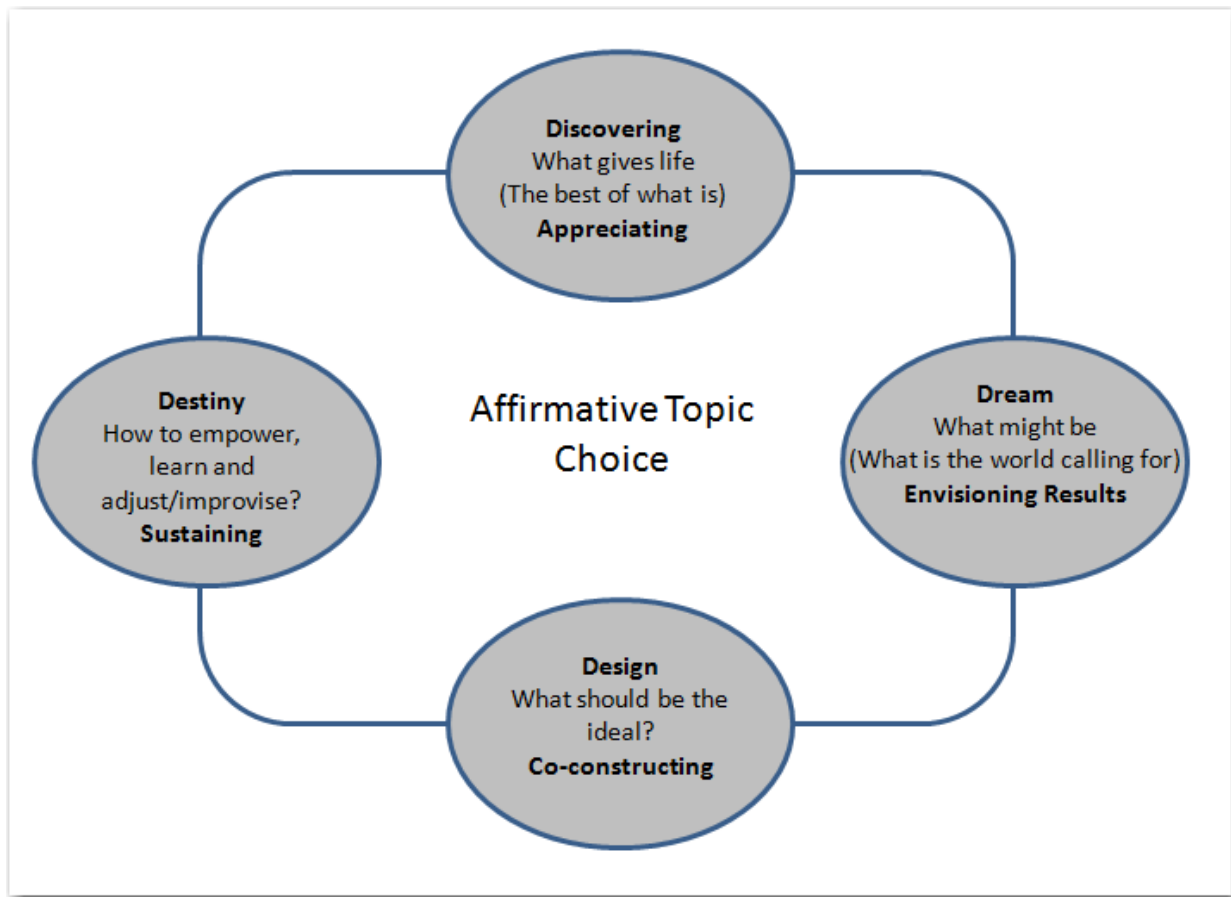 Discovering
What gives life
(The best of what is)
Appreciating
Affirmative Topic
Choice
Destiny
How to empower,
learn and
adjust/improvise?
Sustaining
Dream
What might be
(What is the world calling for)
Envisioning Results
Design
What should be the
ideal?
Co-constructing